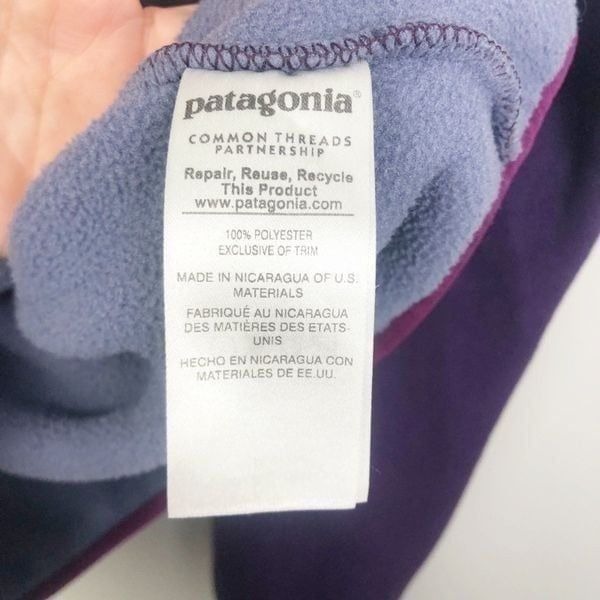 patagonia®
COMMON THREADS
PARTNERSHIP
Repair, Reuse, Recycle
This Product
www.patagonia.com
100% POLYESTER
EXCLUSIVE OF TRIM
MADE IN NICARAGUA OF U.S.
MATERIALS
FABRIQUÉ AU NICARAGUA
DES MATIÈRES DES ETATS-
UNIS
HECHO EN NICARAGUA CON
MATERIALES DE EE.UU.